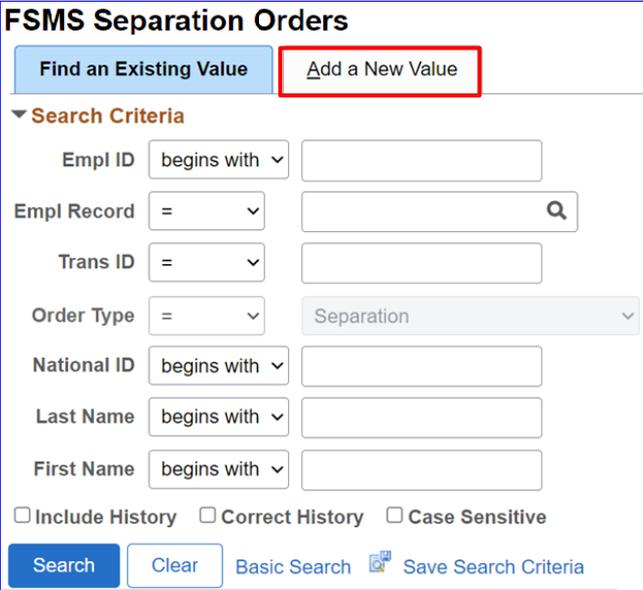 FSMS Separation Orders
Find an Existing Value Add a New Value
Search Criteria
Empl ID begins with
Empl Record =
Trans ID =
Order Type = Separation
National ID begins with
Last Name begins with
First Name begins with
Include History Correct History Case Sensitive
Search Clear Basic Search Save Search Criteria